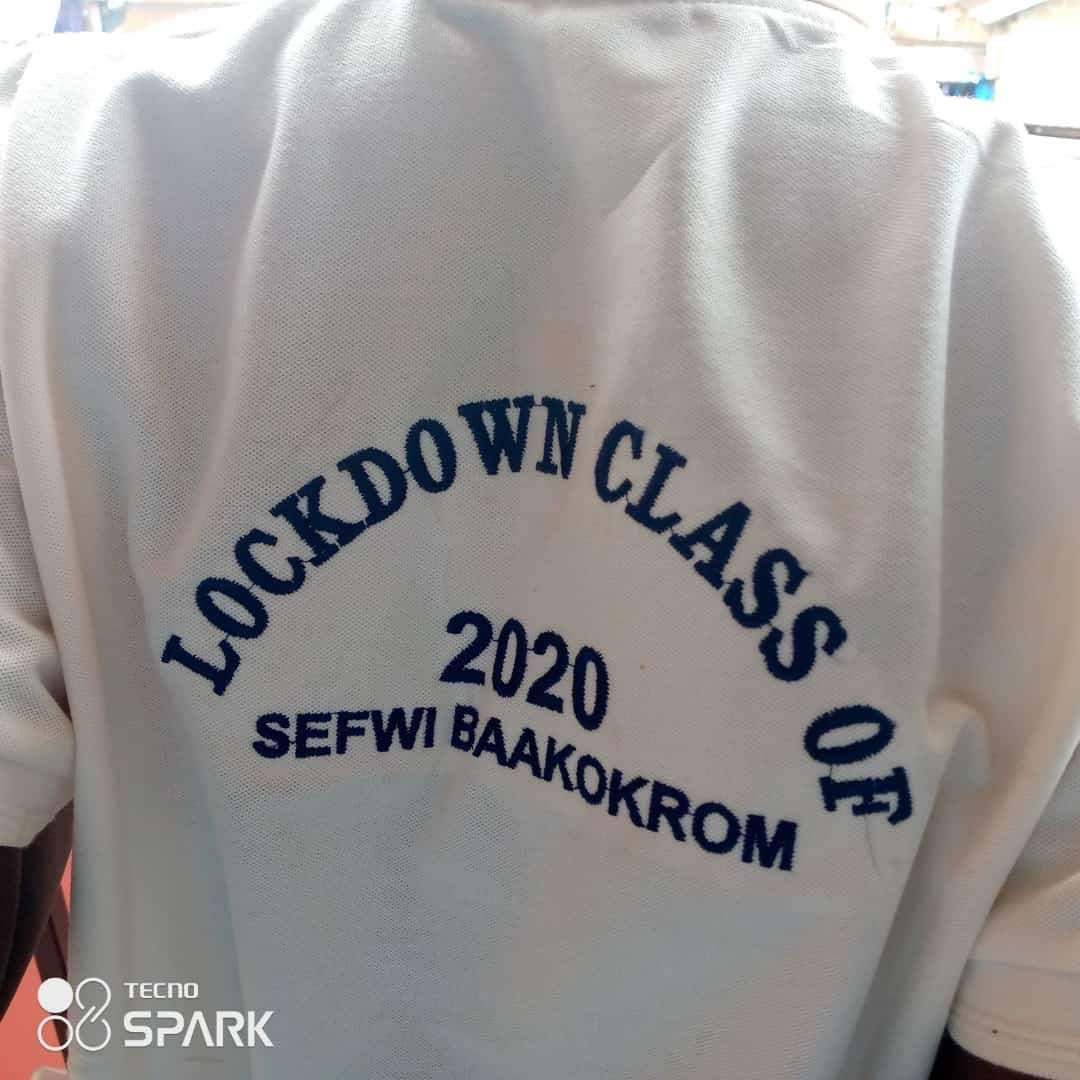 LOCKDOWN CLASS OF
2020
SEFWI BAAKOKROM
TECNO
SPARK